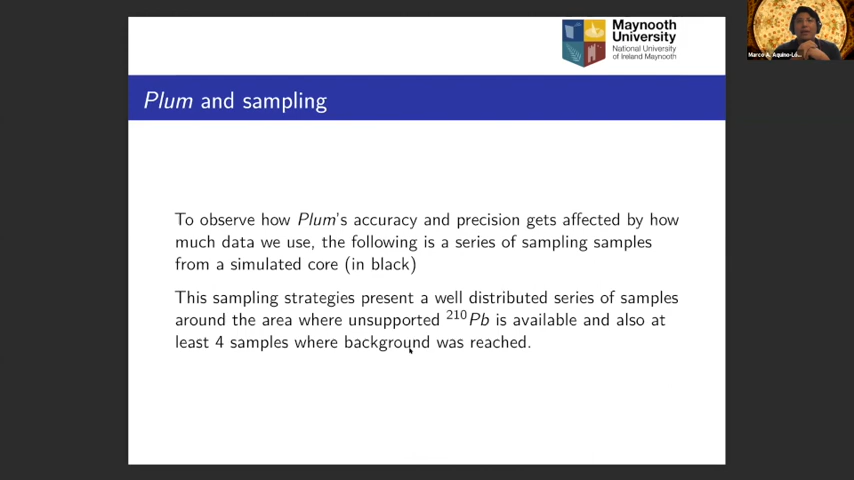 Maynooth
University
National University
of Ireland Maynooth
Marco A. Aquino-Ló...
Plum and sampling
To observe how Plum's accuracy and precision gets affected by how
much data we use, the following is a series of sampling samples
from a simulated core (in black)
This sampling strategies present a well distributed series of samples
around the area where unsupported ²¹⁰Pb is available and also at
least 4 samples where background was reached.